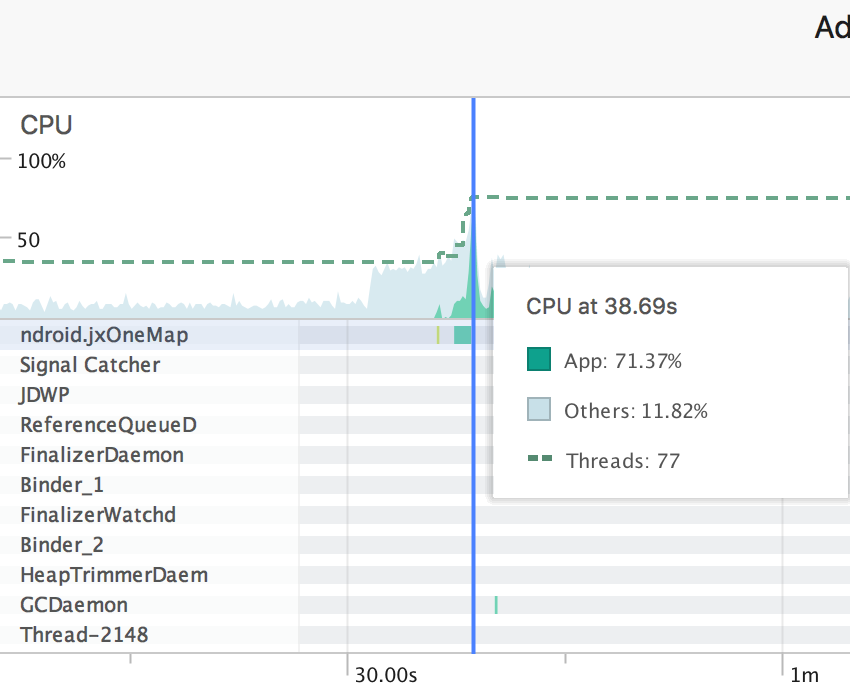 Ad
CPU
100%
50
CPU at 38.69s
App: 71.37%
Others: 11.82%
Threads: 77
ndroid.jxOneMap
Signal Catcher
JDWP
ReferenceQueueD
FinalizerDaemon
Binder_1
FinalizerWatchd
Binder_2
HeapTrimmerDaem
GCDaemon
Thread-2148
30.00s
1m